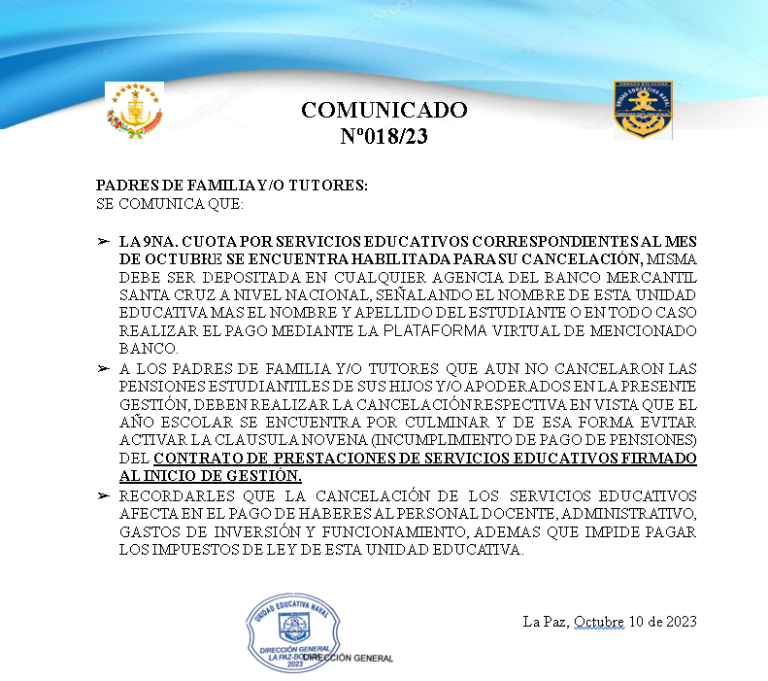 COMUNICADO
Nº018/23
PADRES DE FAMILIA Y/O TUTORES:
SE COMUNICA QUE:
➢ LA 9NA. CUOTA POR SERVICIOS EDUCATIVOS CORRESPONDIENTES AL MES
DE OCTUBRE SE ENCUENTRA HABILITADA PARA SU CANCELACIÓN, MISMA
DEBE SER DEPOSITADA EN CUALQUIER AGENCIA DEL BANCO MERCANTIL
SANTA CRUZ A NIVEL NACIONAL, SEÑALANDO EL NOMBRE DE ESTA UNIDAD
EDUCATIVA MAS EL NOMBRE Y APELLIDO DEL ESTUDIANTE O EN TODO CASO
REALIZAR EL PAGO MEDIANTE LA PLATAFORMA VIRTUAL DE MENCIONADO
BANCO.
➢ A LOS PADRES DE FAMILIA Y/O TUTORES QUE AUN NO CANCELARON LAS
PENSIONES ESTUDIANTILES DE SUS HIJOS Y/O APODERADOS EN LA PRESENTE
GESTIÓN, DEBEN REALIZAR LA CANCELACIÓN RESPECTIVA EN VISTA QUE EL
AÑO ESCOLAR SE ENCUENTRA POR CULMINAR Y DE ESA FORMA EVITAR
ACTIVAR LA CLAUSULA NOVENA (INCUMPLIMIENTO DE PAGO DE PENSIONES)
DEL CONTRATO DE PRESTACIONES DE SERVICIOS EDUCATIVOS FIRMADO
AL INICIO DE GESTIÓN.
➢ RECORDARLES QUE LA CANCELACIÓN DE LOS SERVICIOS EDUCATIVOS
AFECTA EN EL PAGO DE HABERES AL PERSONAL DOCENTE, ADMINISTRATIVO,
GASTOS DE INVERSIÓN Y FUNCIONAMIENTO, ADEMAS QUE IMPIDE PAGAR
LOS IMPUESTOS DE LEY DE ESTA UNIDAD EDUCATIVA.
La Paz, Octubre 10 de 2023
UNIDAD EDUCATIVA NAVAL
DIRECCIÓN GENERAL
LA PAZ-BO
2023
DIRECCIÓN GENERAL